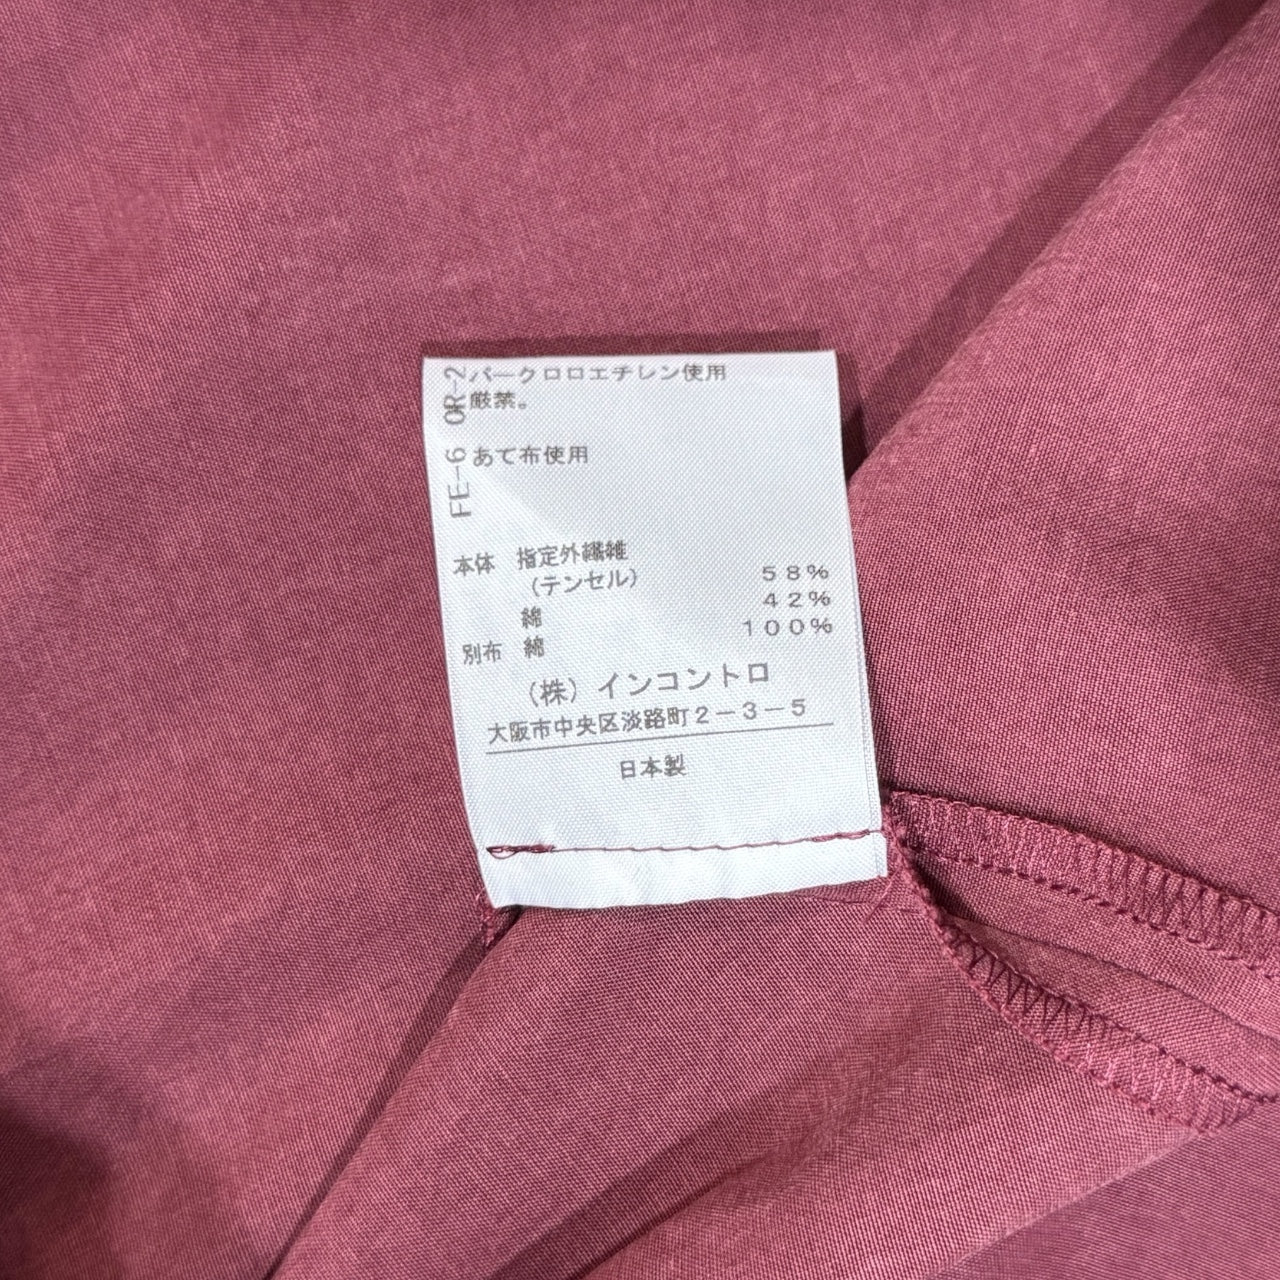 OR-2 パークロロエチレン使用
厳禁。
FE-6 あて布使用
本体 指定外繊維
(テンセル) 58%
綿 42%
別布 綿 100%
(株)インコントロ
大阪市中央区淡路町2-3-5
日本製